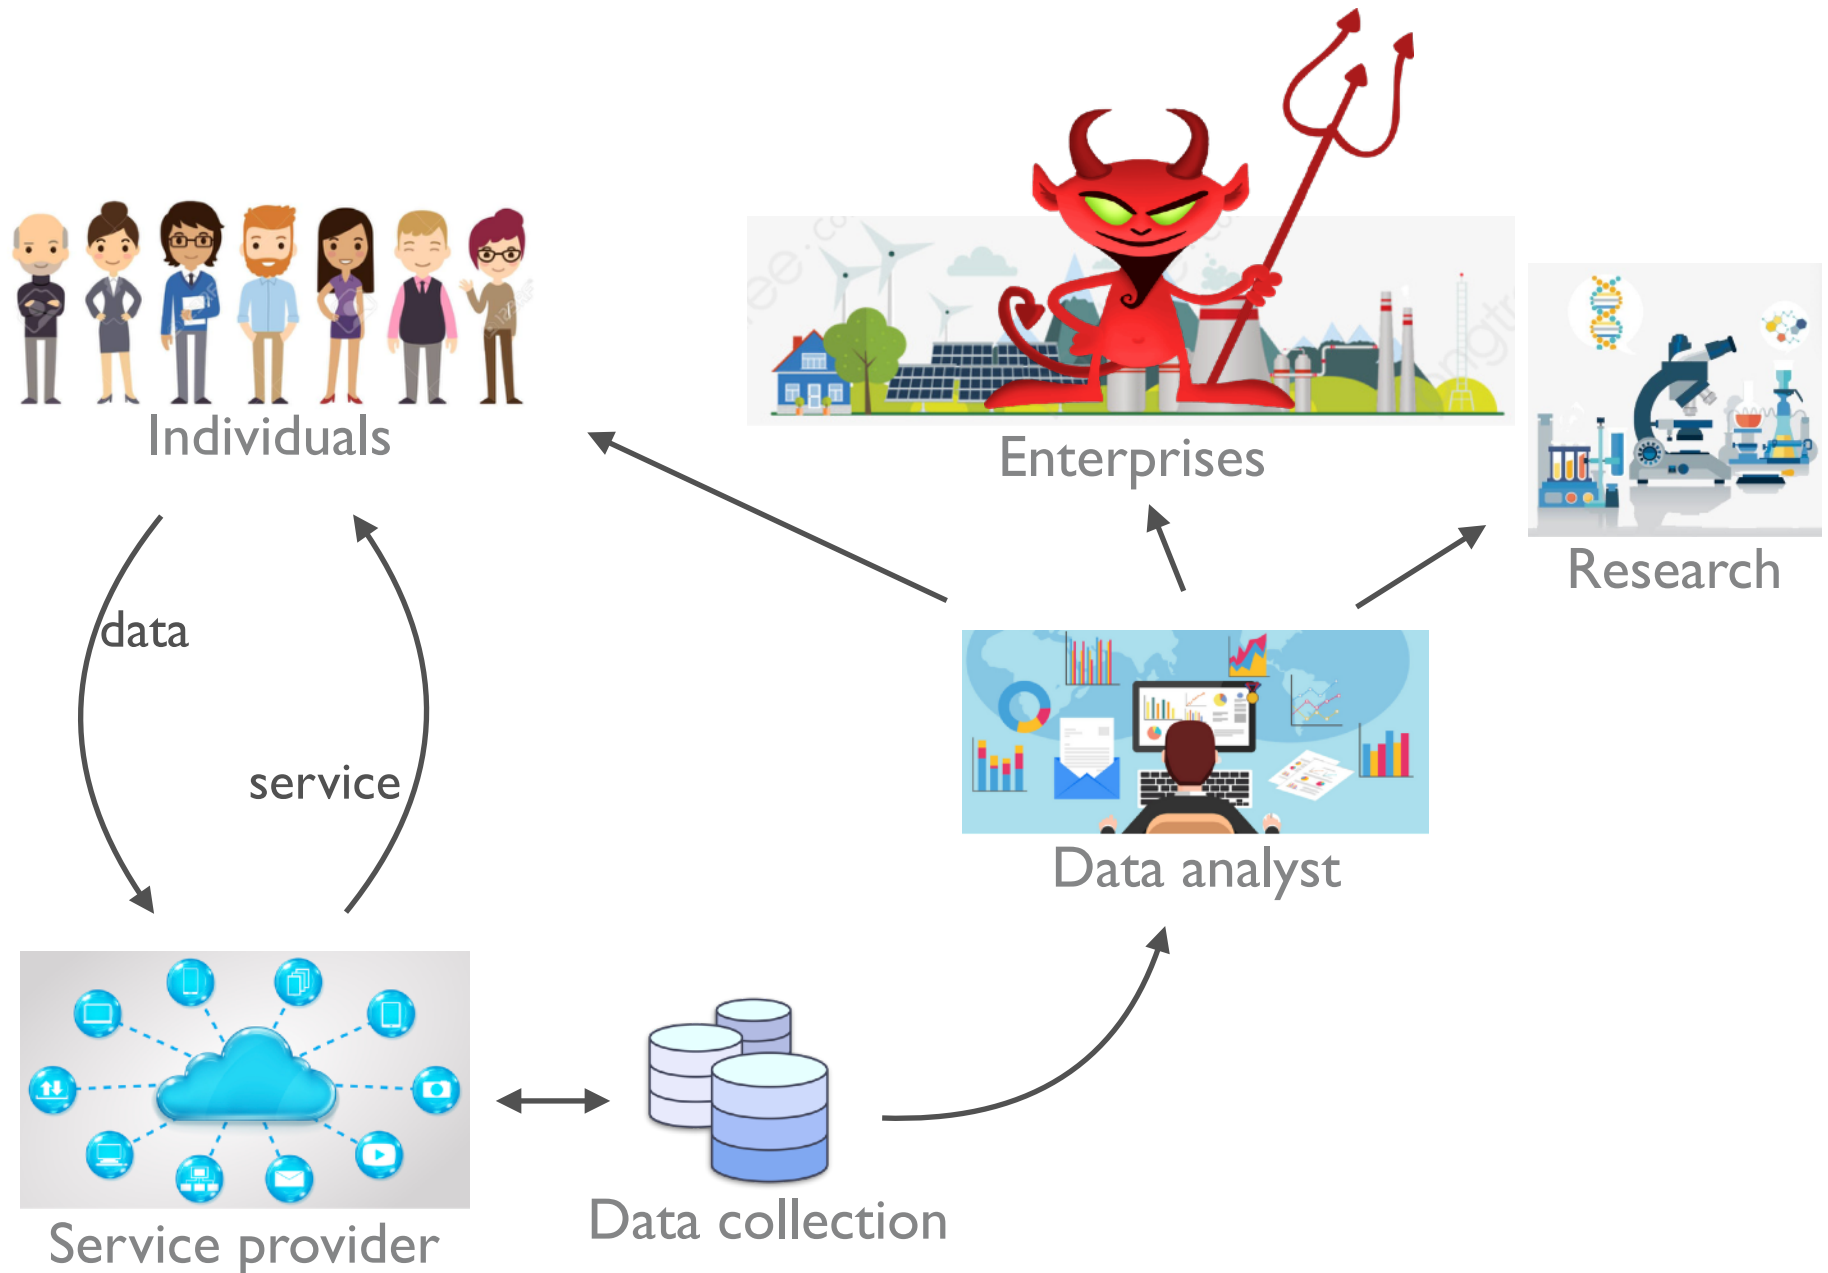 Individuals
Enterprises
Research
data
service
Data analyst
Data collection
Service provider